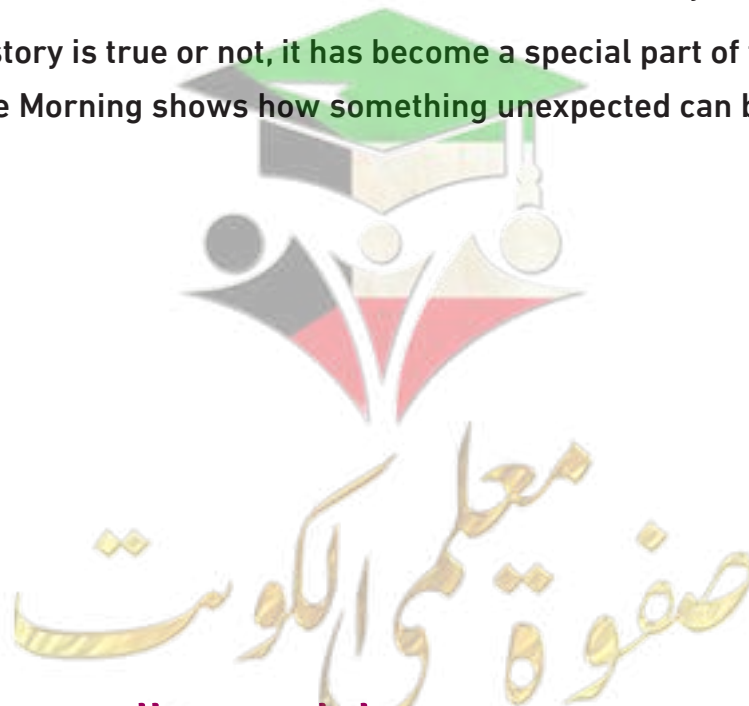 story is true or not, it has become a special part of
e Morning shows how something unexpected can b
صفوة معلمي الكويت